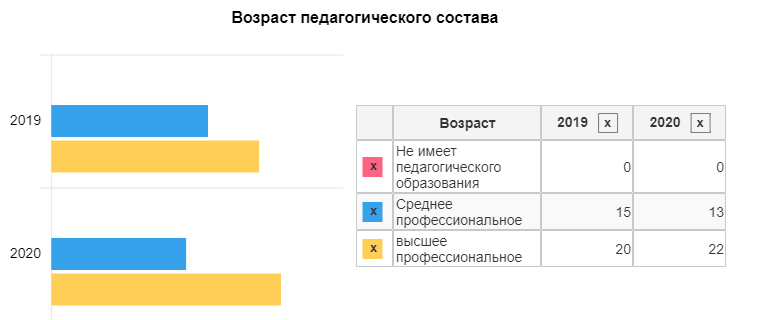 Возраст педагогического состава
2019
2020
Возраст 2019 x 2020 x
x Не имеет педагогического образования 0 0
x Среднее профессиональное 15 13
x высшее профессиональное 20 22